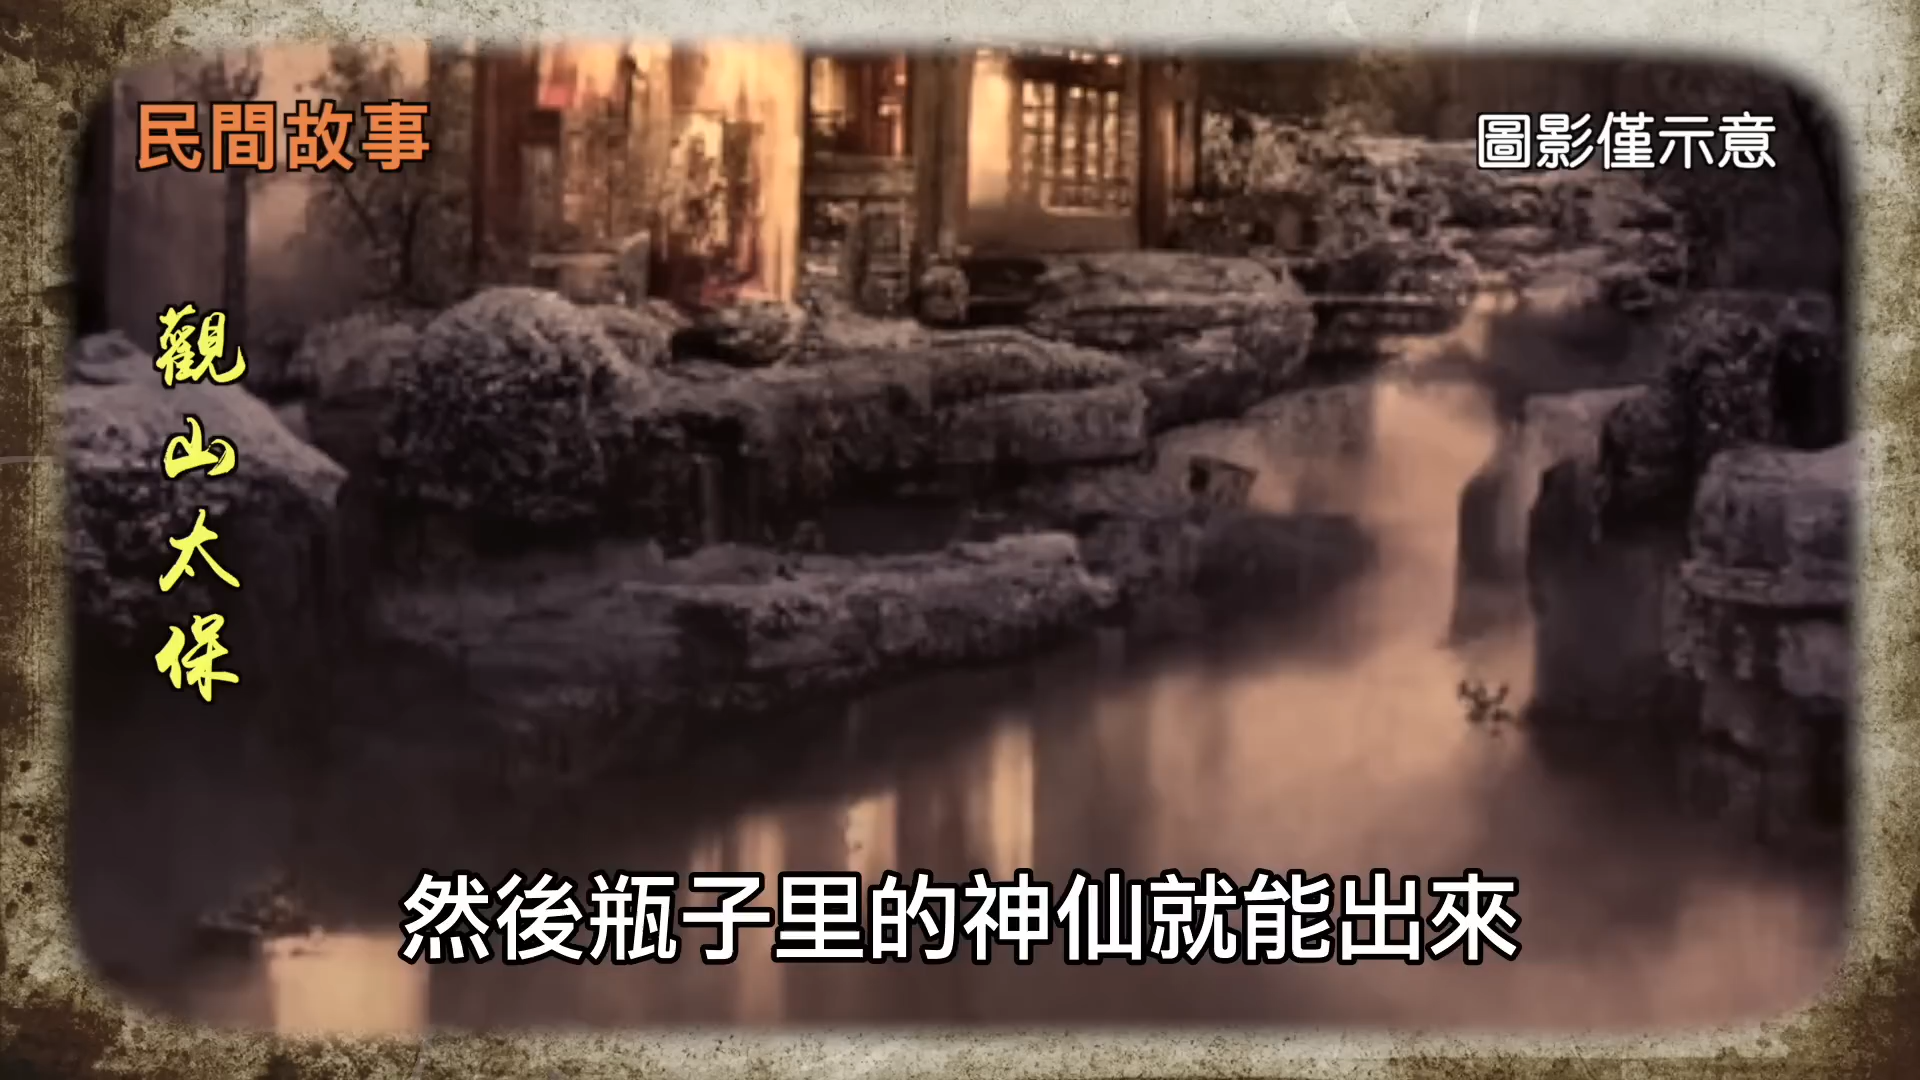 民間故事
圖影僅示意
觀山太保
然後瓶子里的神仙就能出來